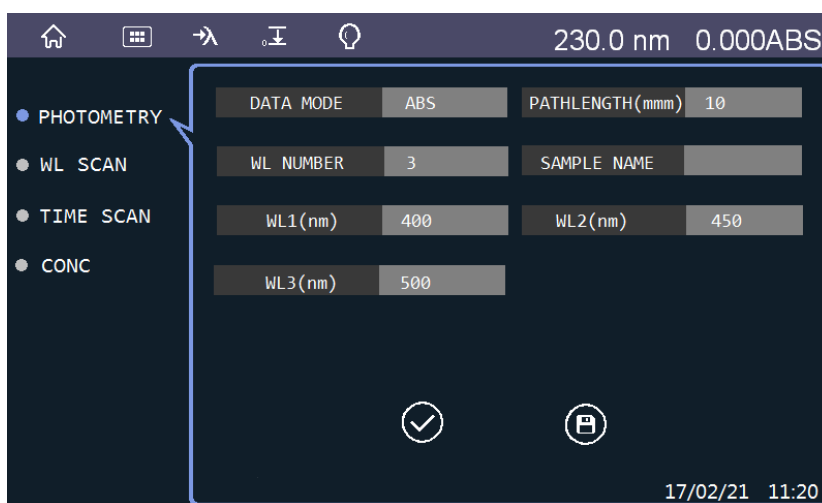 230.0 nm 0.000ABS
PHOTOMETRY
WL SCAN
TIME SCAN
CONC
DATA MODE ABS PATHLENGTH(mmm) 10
WL NUMBER 3 SAMPLE NAME
WL1(nm) 400 WL2(nm) 450
WL3(nm) 500
17/02/21 11:20